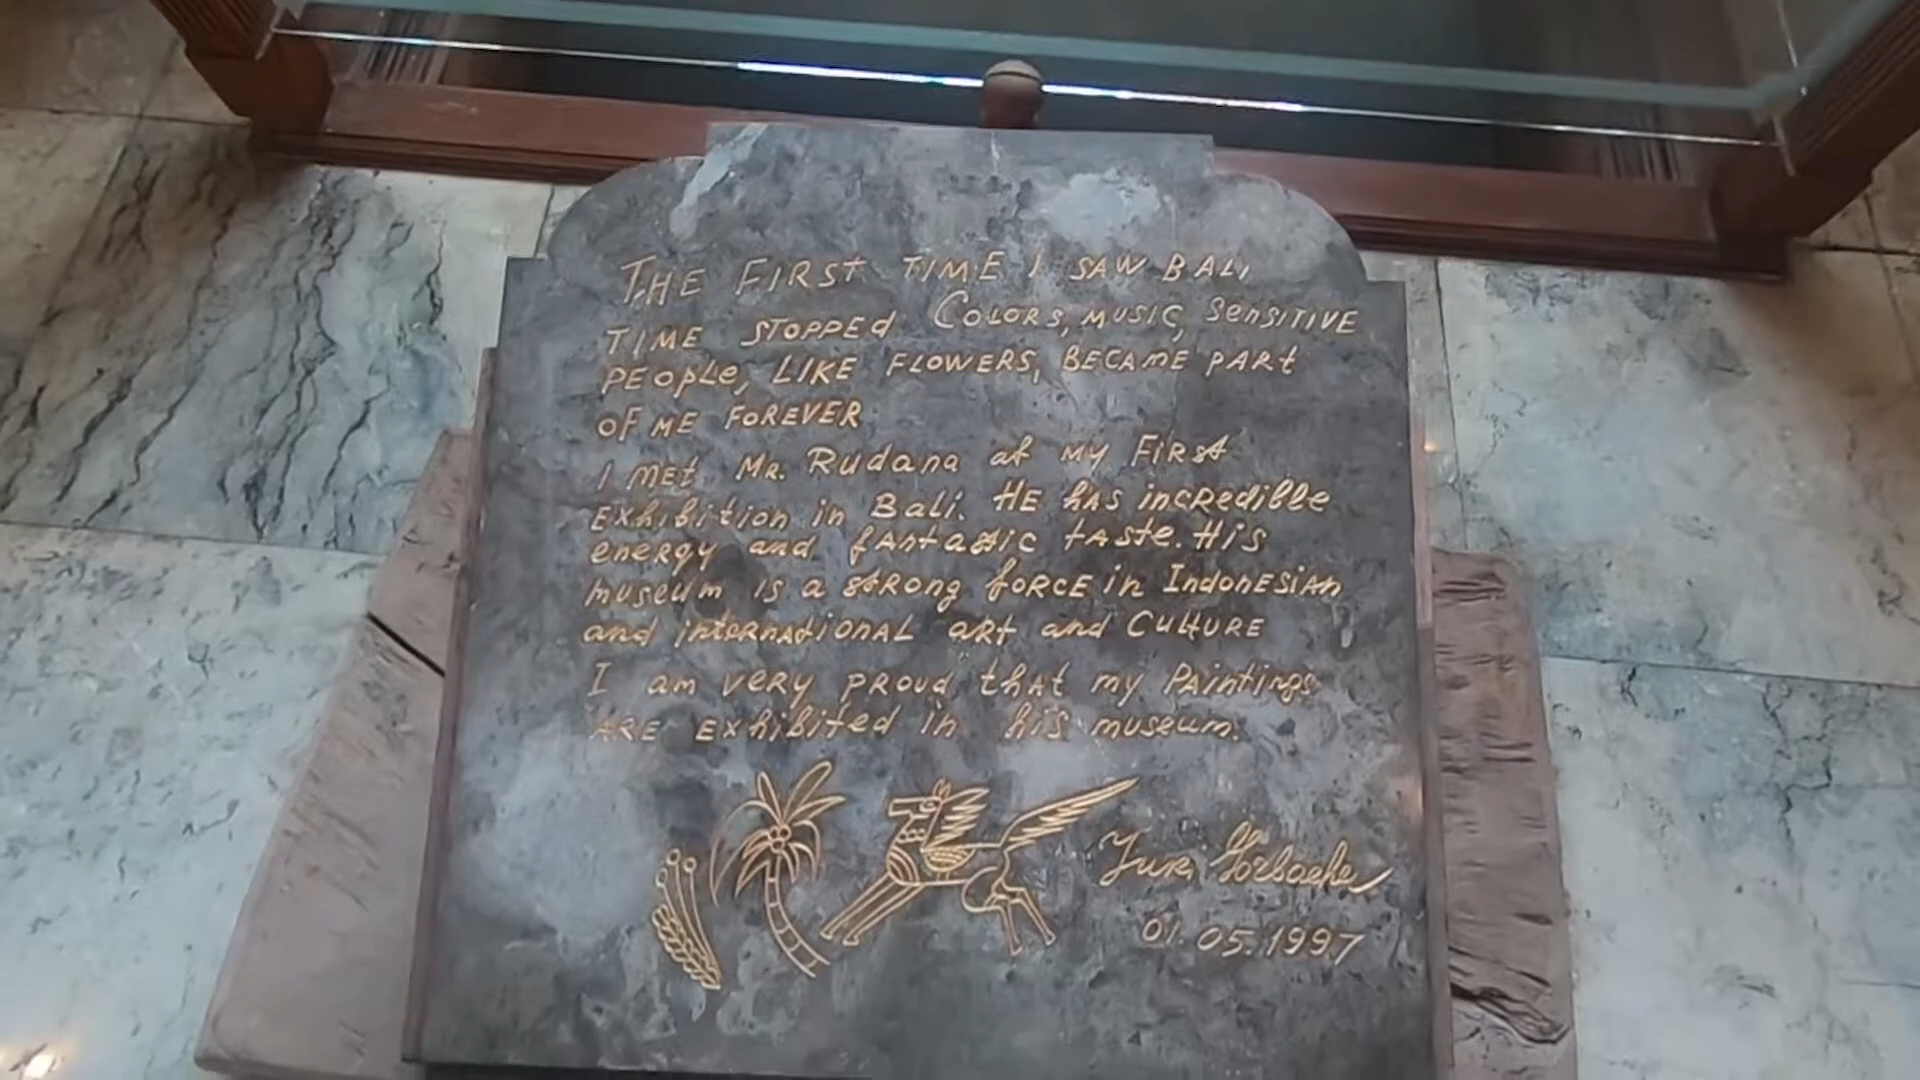 THE FIRST TIME I SAW BALI
TIME STOPPEd COLORS, MUSIC, SenSITIVE
PEOpLe, LIKE FLOWERS, BECAmE PARt
OF ME FOREVER
I MEt MR. Rudana at MY FiRSt
EXhibition in Bali. HE hAS incREdible
eneRgy and fAntastic tASte. HiS
museum iS a stRong foRCE in IndonESiAn
and inteRnAtionAL aRt and CULtURE
I am veRy PROud thAt my PAintings
ARE EXhibited in his museum.
Yuri Gorbachev
01.05.1997